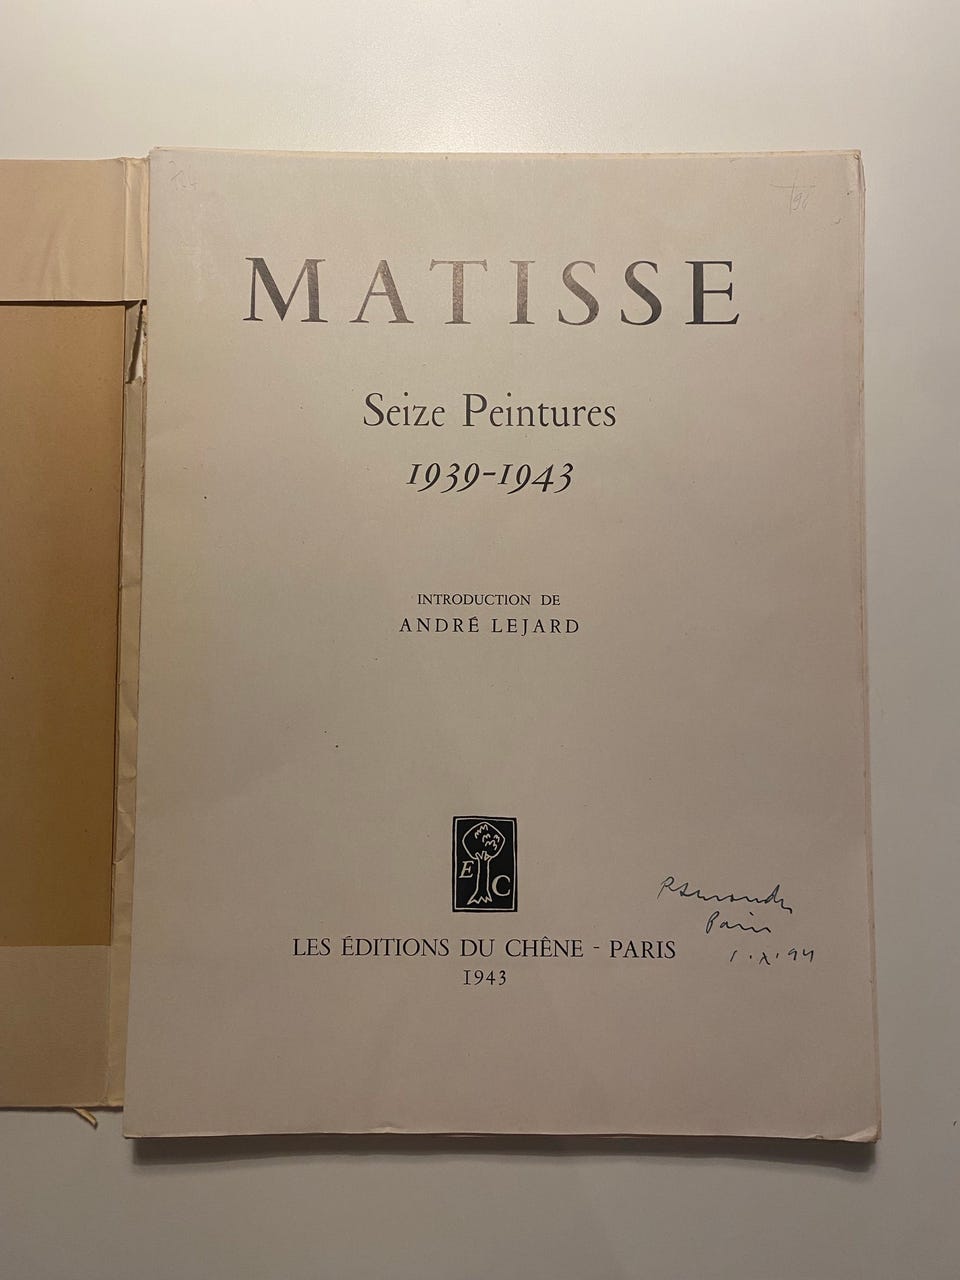 MATISSE
Seize Peintures
1939-1943
INTRODUCTION DE
ANDRÉ LEJARD
E C
LES ÉDITIONS DU CHÊNE - PARIS
1943
Paris